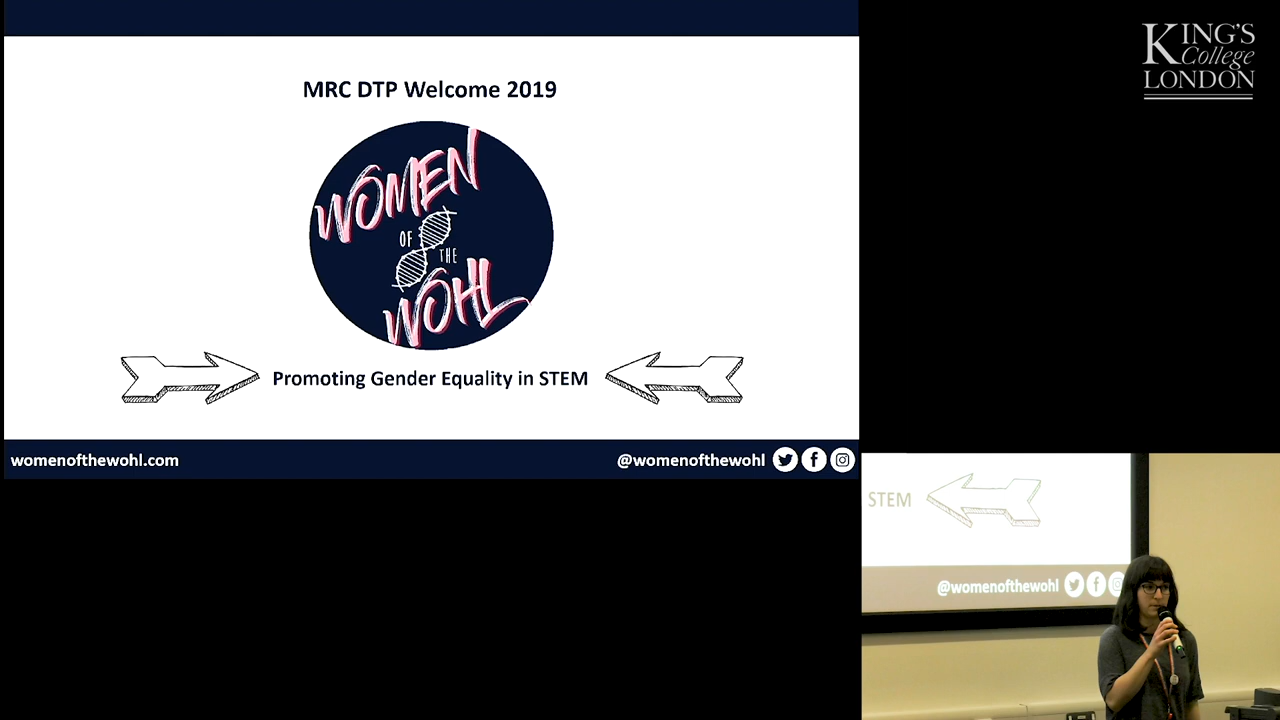 MRC DTP Welcome 2019
WOMEN
OF
THE
WOHL
Promoting Gender Equality in STEM
womenofthewohl.com
@womenofthewohl
KING'S
College
LONDON
STEM
@womenofthewohl